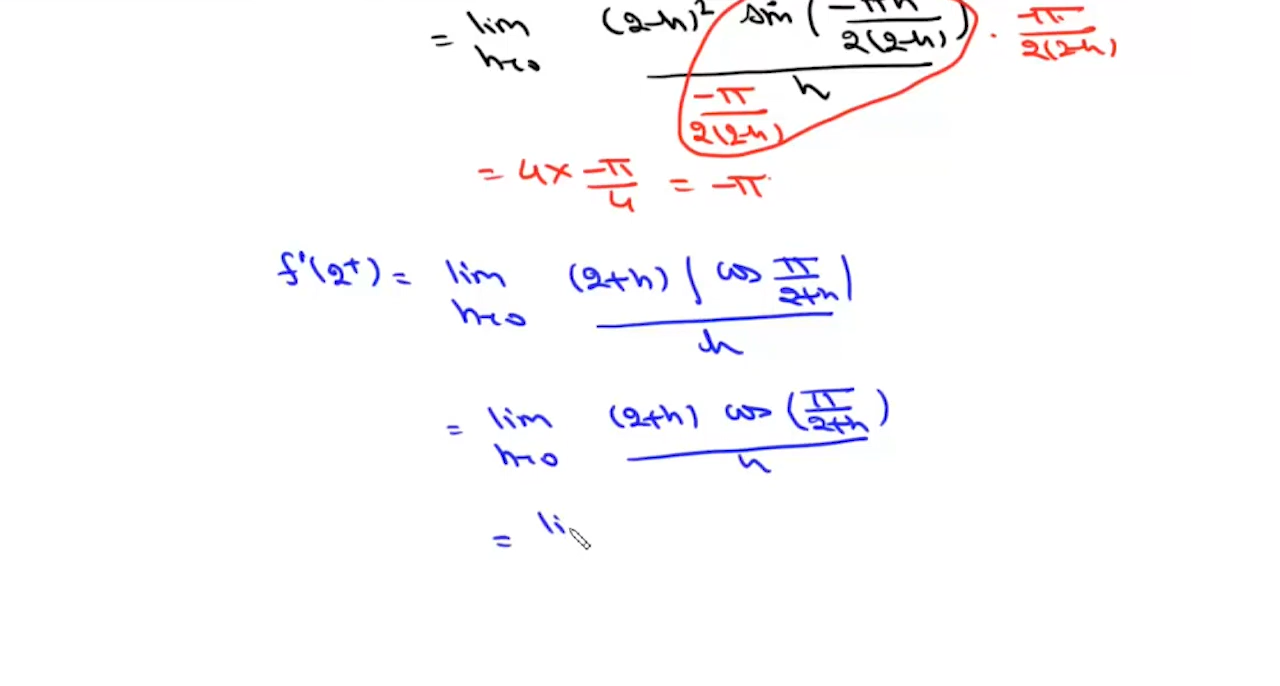 = lim h→0 (2-h)² sin(-πh/2(2-h)) / h · -π/2(2-h)
-π/2(2-h)
= 4 × -π/4 = -π
f'(2⁺) = lim h→0 (2+h) |cos π/2+h| / h
= lim h→0 (2+h) cos (π/2+h) / h
= li